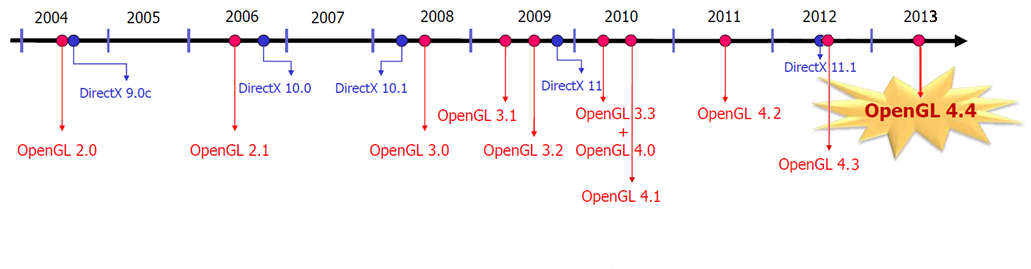 2004 2005 2006 2007 2008 2009 2010 2011 2012 2013
DirectX 9.0c
DirectX 10.0
DirectX 10.1
DirectX 11
DirectX 11.1
OpenGL 2.0
OpenGL 2.1
OpenGL 3.0
OpenGL 3.1
OpenGL 3.2
OpenGL 3.3
+
OpenGL 4.0
OpenGL 4.1
OpenGL 4.2
OpenGL 4.3
OpenGL 4.4